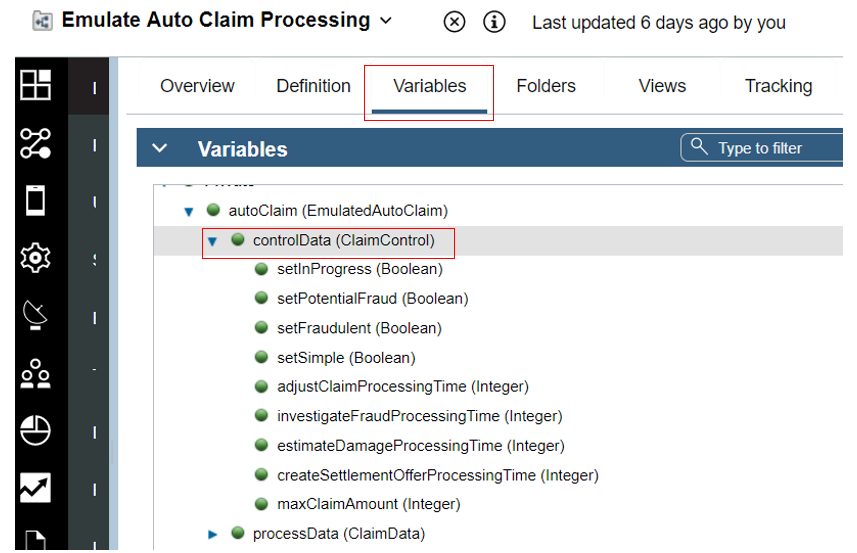 Emulate Auto Claim Processing
Last updated 6 days ago by you
Overview Definition Variables Folders Views Tracking
Variables
Type to filter
autoClaim (EmulatedAutoClaim)
controlData (ClaimControl)
setInProgress (Boolean)
setPotentialFraud (Boolean)
setFraudulent (Boolean)
setSimple (Boolean)
adjustClaimProcessingTime (Integer)
investigateFraudProcessingTime (Integer)
estimateDamageProcessingTime (Integer)
createSettlementOfferProcessingTime (Integer)
maxClaimAmount (Integer)
processData (ClaimData)